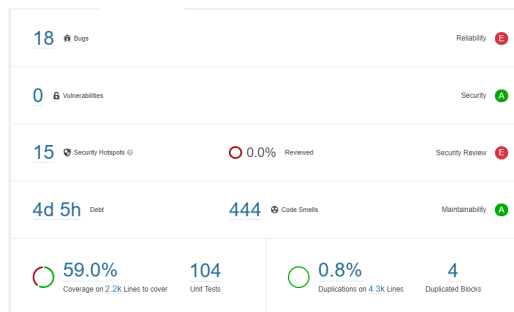 18 Bugs Reliability E
0 Vulnerabilities Security A
15 Security Hotspots 0.0% Reviewed Security Review E
4d 5h Debt 444 Code Smells Maintainability A
59.0% 104 0.8% 4
Coverage on 2.2k Lines to cover Unit Tests Duplications on 4.3k Lines Duplicated Blocks